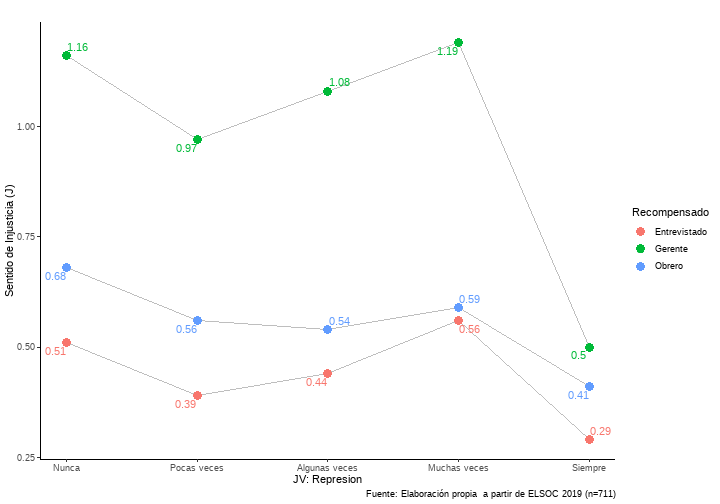 1.16
1.19
1.08
0.97
1.00
0.75
0.68
0.59
0.54
0.56
0.56
0.51
0.50
0.5
0.44
0.41
0.39
0.29
0.25
Sentido de Injusticia (J)
Nunca Pocas veces Algunas veces Muchas veces Siempre
JV: Represion
Recompensado
Entrevistado
Gerente
Obrero
Fuente: Elaboración propia a partir de ELSOC 2019 (n=711)